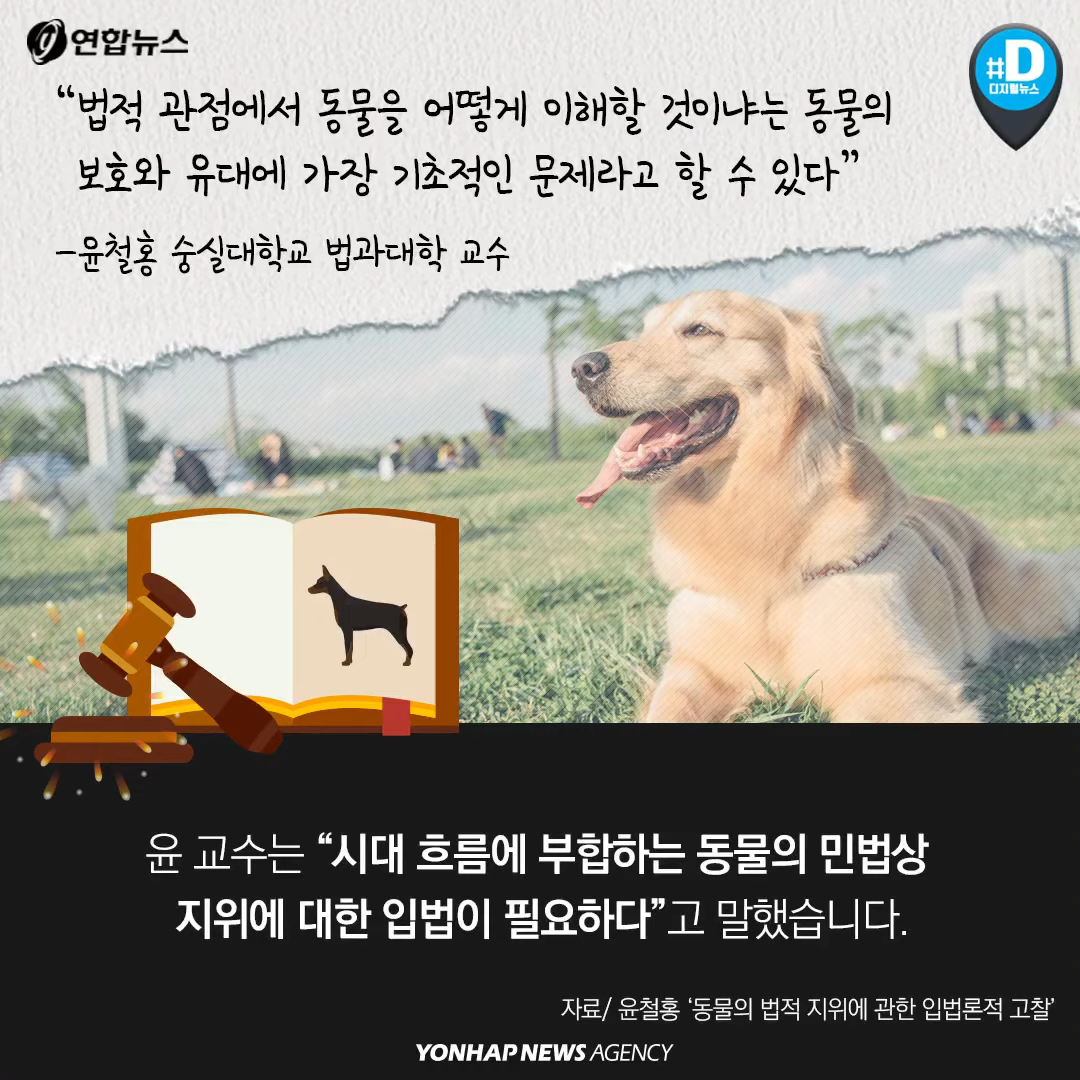 연합뉴스
#D
디지털뉴스
“법적 관점에서 동물을 어떻게 이해할 것이냐는 동물의
보호와 유대에 가장 기초적인 문제라고 할 수 있다”
-윤철홍 숭실대학교 법과대학 교수
윤 교수는 “시대 흐름에 부합하는 동물의 민법상
지위에 대한 입법이 필요하다”고 말했습니다.
자료/ 윤철홍 ‘동물의 법적 지위에 관한 입법론적 고찰’
YONHAP NEWS AGENCY